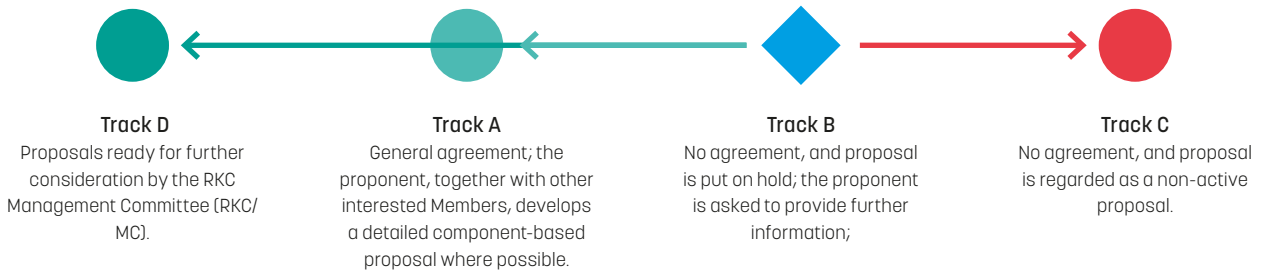 Track D
Proposals ready for further
consideration by the RKC
Management Committee (RKC/
MC).
Track A
General agreement; the
proponent, together with other
interested Members, develops
a detailed component-based
proposal where possible.
Track B
No agreement, and proposal
is put on hold; the proponent
is asked to provide further
information;
Track C
No agreement, and proposal
is regarded as a non-active
proposal.